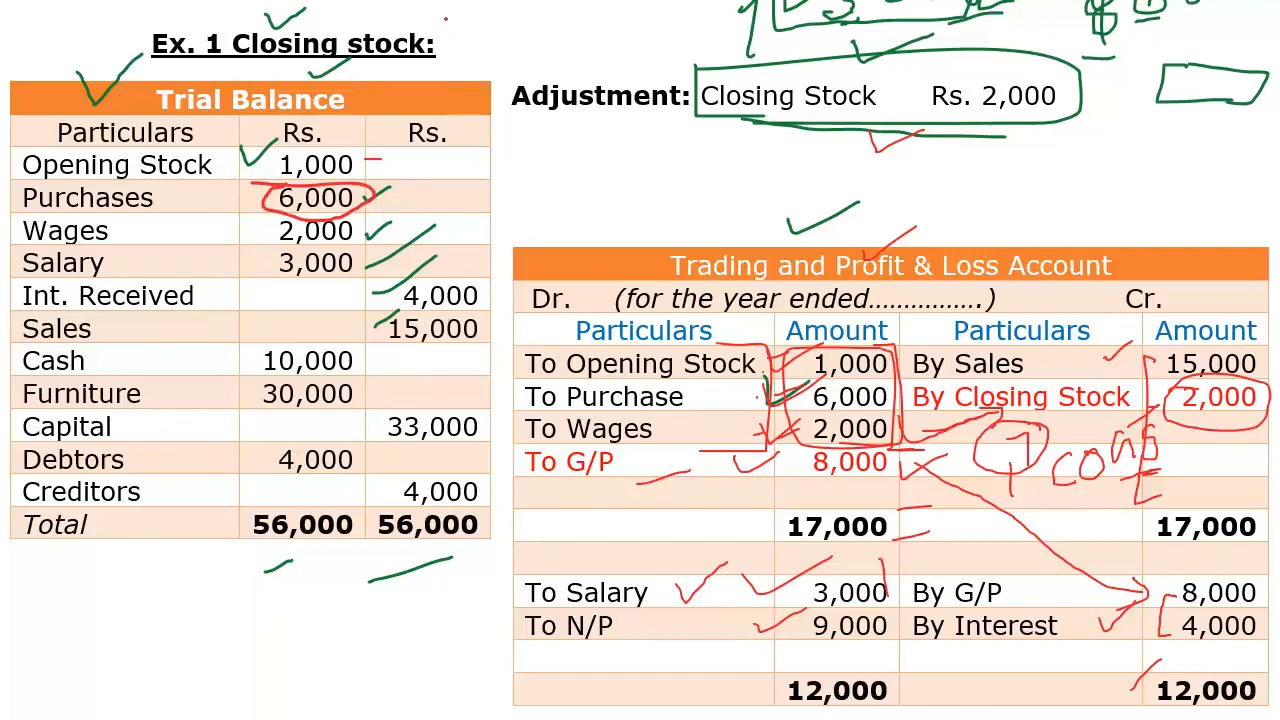 Ex. 1 Closing stock:
Trial Balance
Particulars Rs. Rs.
Opening Stock 1,000
Purchases 6,000
Wages 2,000
Salary 3,000
Int. Received 4,000
Sales 15,000
Cash 10,000
Furniture 30,000
Capital 33,000
Debtors 4,000
Creditors 4,000
Total 56,000 56,000
Adjustment: Closing Stock Rs. 2,000
Trading and Profit & Loss Account
Dr. (for the year ended................) Cr.
Particulars Amount Particulars Amount
To Opening Stock 1,000 By Sales 15,000
To Purchase 6,000 By Closing Stock 2,000
To Wages 2,000
To G/P 8,000
17,000 17,000
To Salary 3,000 By G/P 8,000
To N/P 9,000 By Interest 4,000
12,000 12,000